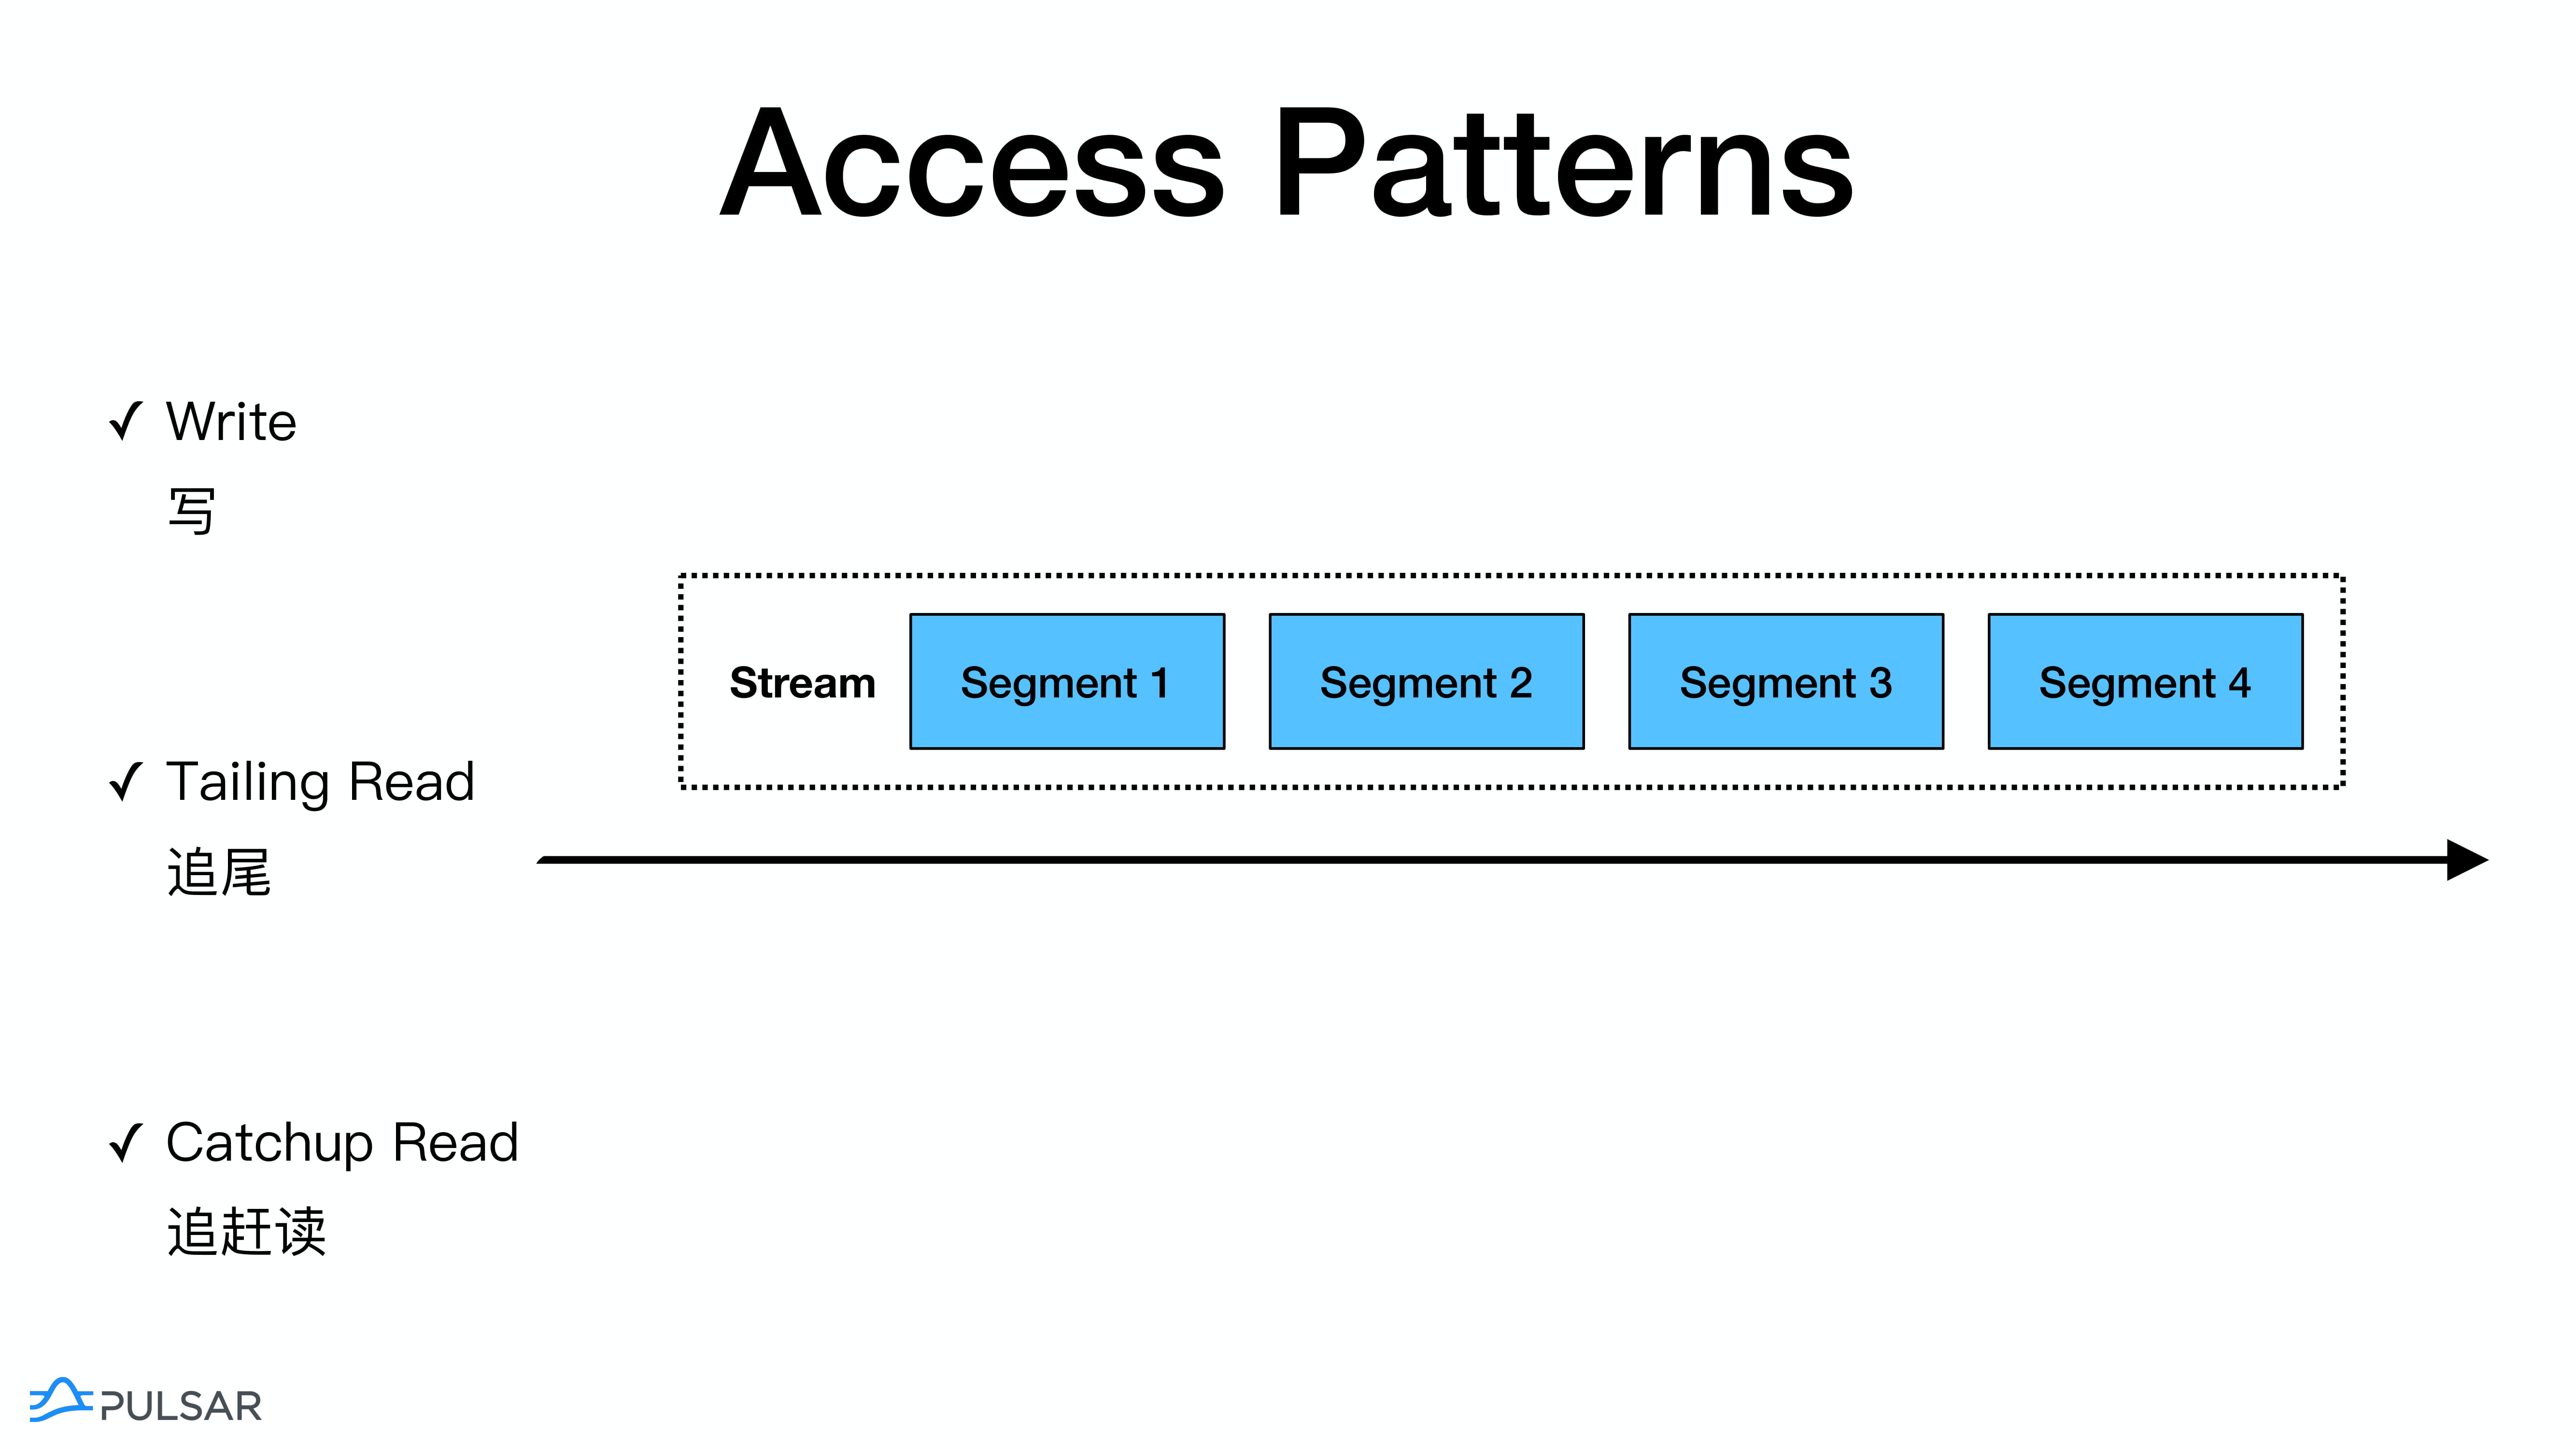 Access Patterns
✓ Write
写
✓ Tailing Read
追尾
✓ Catchup Read
追赶读
Stream
Segment 1
Segment 2
Segment 3
Segment 4
PULSAR